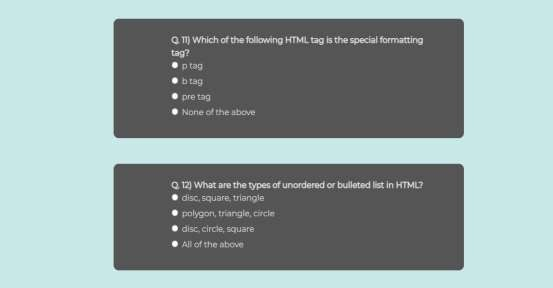 Q. 11) Which of the following HTML tag is the special formatting
tag?
p tag
b tag
pre tag
None of the above
Q. 12) What are the types of unordered or bulleted list in HTML?
disc, square, triangle
polygon, triangle, circle
disc, circle, square
All of the above